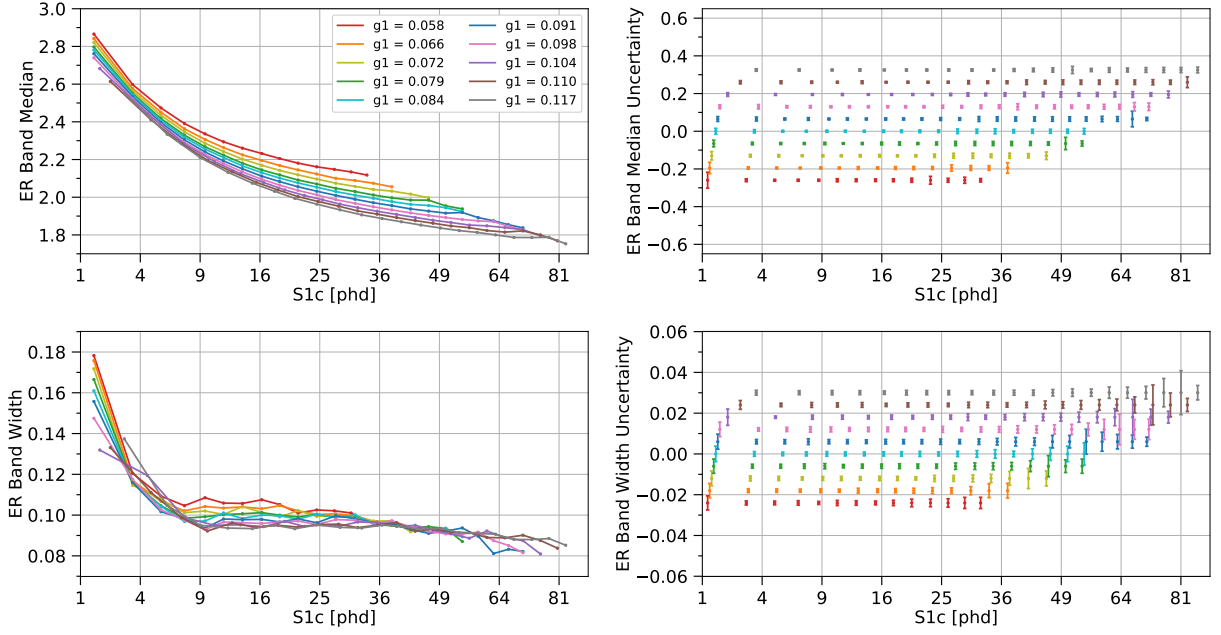 3.0
2.8
2.6
2.4
2.2
2.0
1.8
ER Band Median
g1 = 0.058
g1 = 0.066
g1 = 0.072
g1 = 0.079
g1 = 0.084
g1 = 0.091
g1 = 0.098
g1 = 0.104
g1 = 0.110
g1 = 0.117
1 4 9 16 25 36 49 64 81
S1c [phd]
0.6
0.4
0.2
0.0
−0.2
−0.4
−0.6
ER Band Median Uncertainty
1 4 9 16 25 36 49 64 81
S1c [phd]
0.18
0.16
0.14
0.12
0.10
0.08
ER Band Width
1 4 9 16 25 36 49 64 81
S1c [phd]
0.06
0.04
0.02
0.00
−0.02
−0.04
−0.06
ER Band Width Uncertainty
1 4 9 16 25 36 49 64 81
S1c [phd]